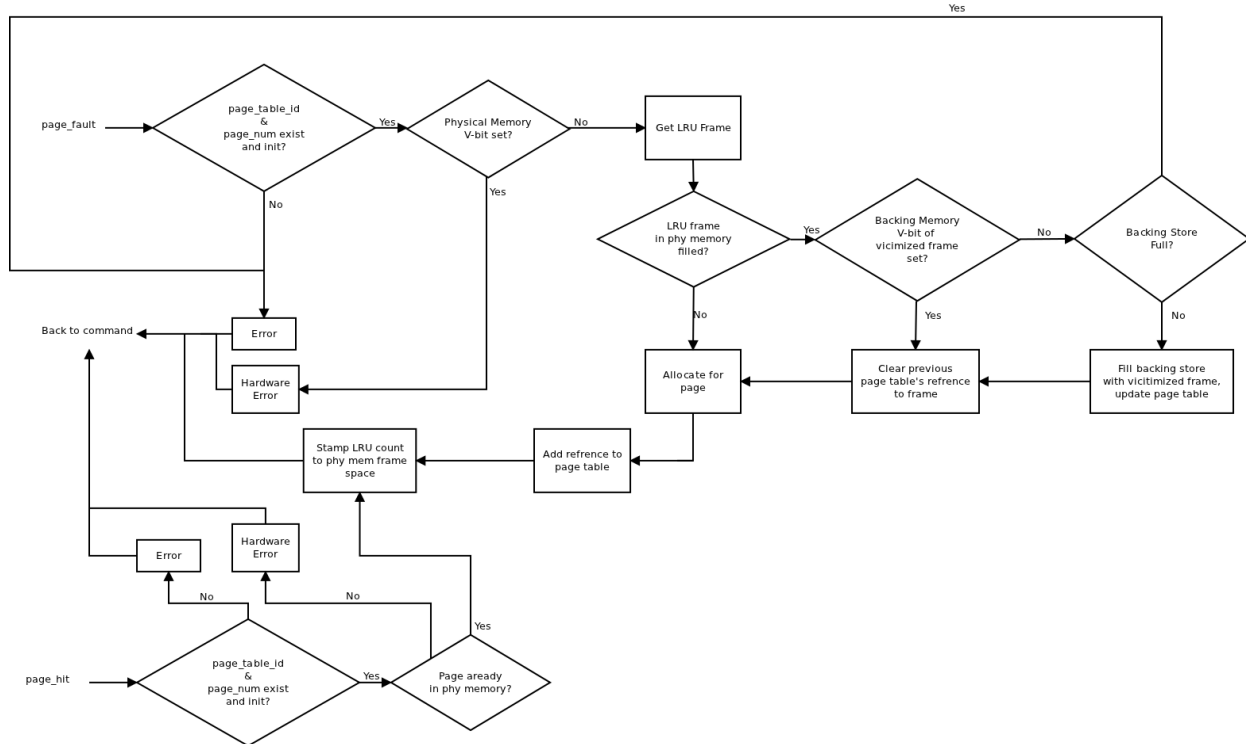 Yes
page_table_id
&
page_num exist
and init?
page_fault
Yes
Physical Memory
V-bit set?
No
Get LRU Frame
No
Yes
LRU frame
in phy memory
filled?
Yes
Backing Memory
V-bit of
vicimized frame
set?
No
Backing Store
Full?
No
Yes
No
Back to command
Error
Hardware
Error
Allocate for
page
Clear previous
page table's refrence
to frame
Fill backing store
with vicitimized frame,
update page table
Stamp LRU count
to phy mem frame
space
Add refrence to
page table
Error
Hardware
Error
No
No
Yes
page_hit
page_table_id
&
page_num exist
and init?
Yes
Page aready
in phy memory?